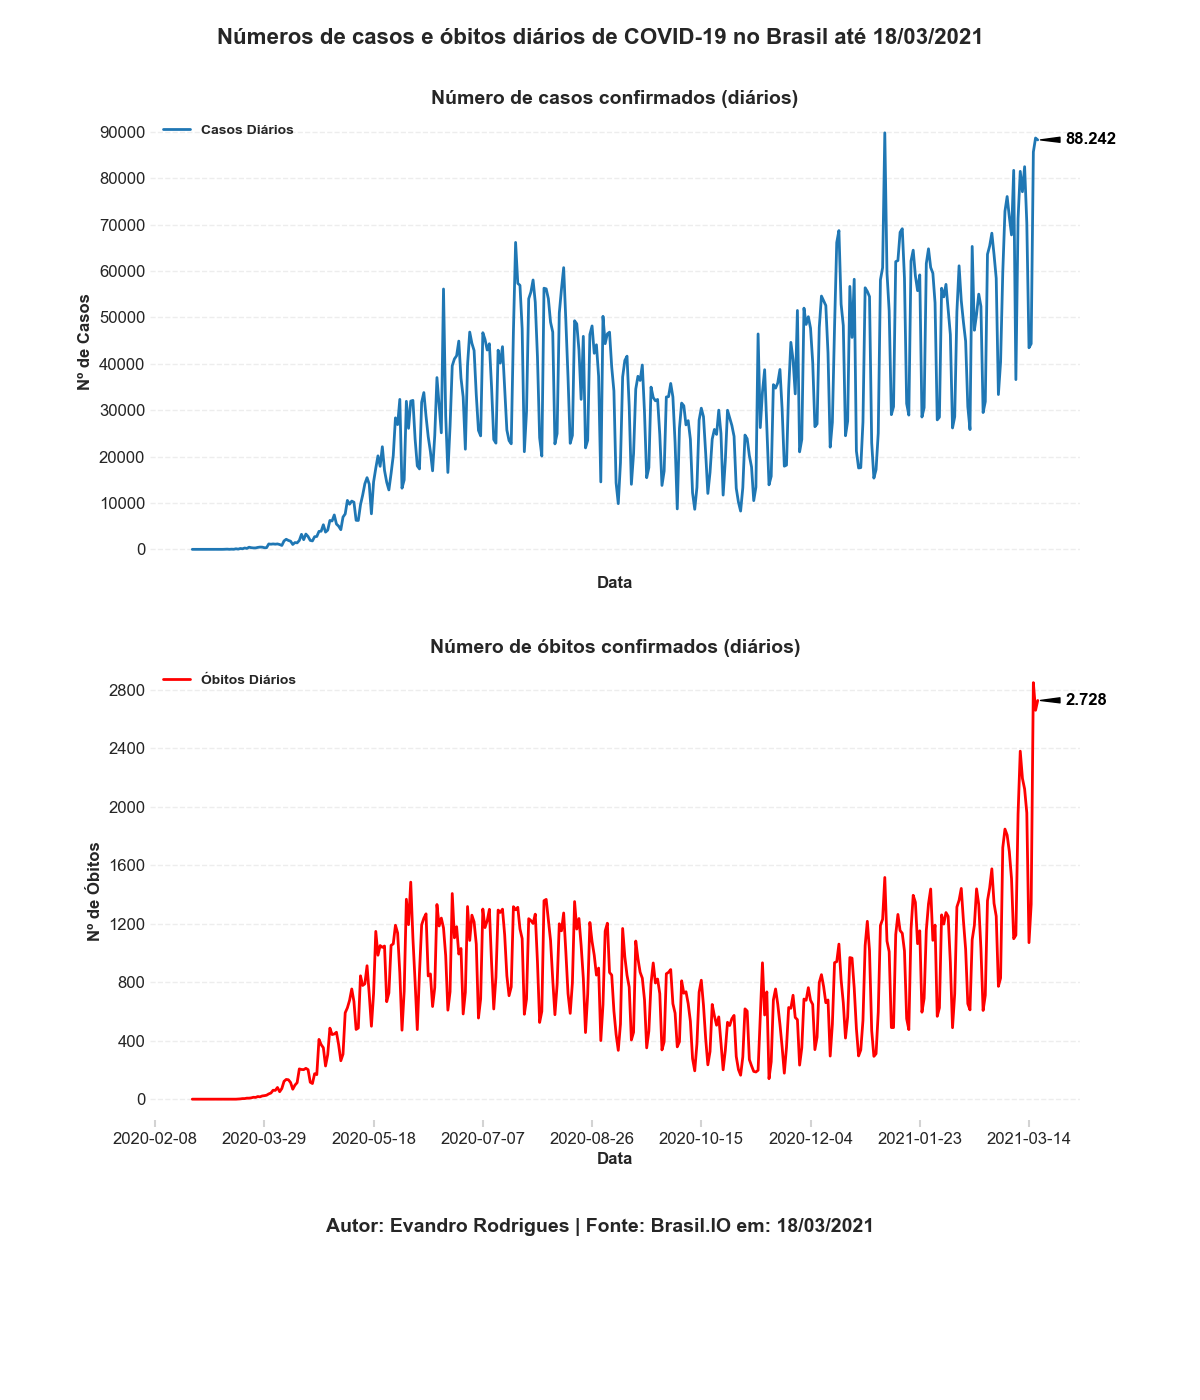 Números de casos e óbitos diários de COVID-19 no Brasil até 18/03/2021
Número de casos confirmados (diários)
Casos Diários
90000
80000
70000
60000
50000
40000
30000
20000
10000
0
Nº de Casos
88.242
Data
Número de óbitos confirmados (diários)
Óbitos Diários
2800
2400
2000
1600
1200
800
400
0
Nº de Óbitos
2.728
2020-02-08 2020-03-29 2020-05-18 2020-07-07 2020-08-26 2020-10-15 2020-12-04 2021-01-23 2021-03-14
Data
Autor: Evandro Rodrigues | Fonte: Brasil.IO em: 18/03/2021